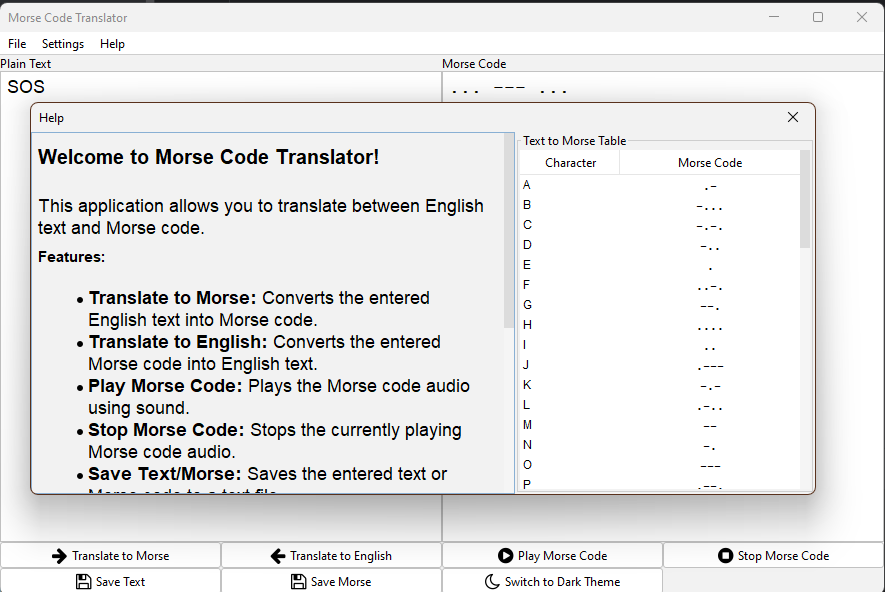 Morse Code Translator
File Settings Help
Plain Text
Morse Code
SOS
... --- ...
Help
Welcome to Morse Code Translator!
This application allows you to translate between English
text and Morse code.
Features:
• Translate to Morse: Converts the entered
English text into Morse code.
• Translate to English: Converts the entered
Morse code into English text.
• Play Morse Code: Plays the Morse code audio
using sound.
• Stop Morse Code: Stops the currently playing
Morse code audio.
• Save Text/Morse: Saves the entered text or
Morse code to a text file.
Text to Morse Table
Character Morse Code
A .-
B -...
C -.-.
D -..
E .
F ..-.
G --.
H ....
I ..
J .---
K -.-
L .-..
M --
N -.
O ---
P .--.
Translate to Morse
Translate to English
Play Morse Code
Stop Morse Code
Save Text
Save Morse
Switch to Dark Theme